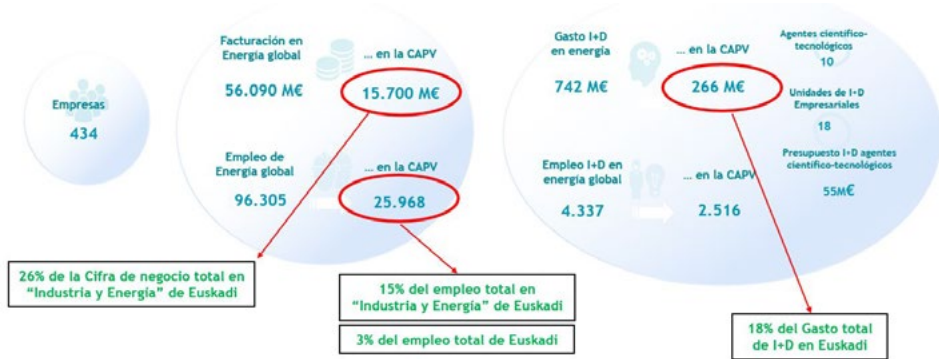 Empresas
434
Facturación en
Energía global
56.090 M€
... en la CAPV
15.700 M€
Empleo de
Energía global
96.305
... en la CAPV
25.968
Gasto I+D
en energía
742 M€
... en la CAPV
266 M€
Empleo I+D en
energía global
4.337
... en la CAPV
2.516
Agentes científico-
tecnológicos
10
Unidades de I+D
Empresariales
18
Presupuesto I+D agentes
científico-tecnológicos
55M€
26% de la Cifra de negocio total en
“Industria y Energía” de Euskadi
15% del empleo total en
“Industria y Energía” de Euskadi
3% del empleo total de Euskadi
18% del Gasto total
de I+D en Euskadi